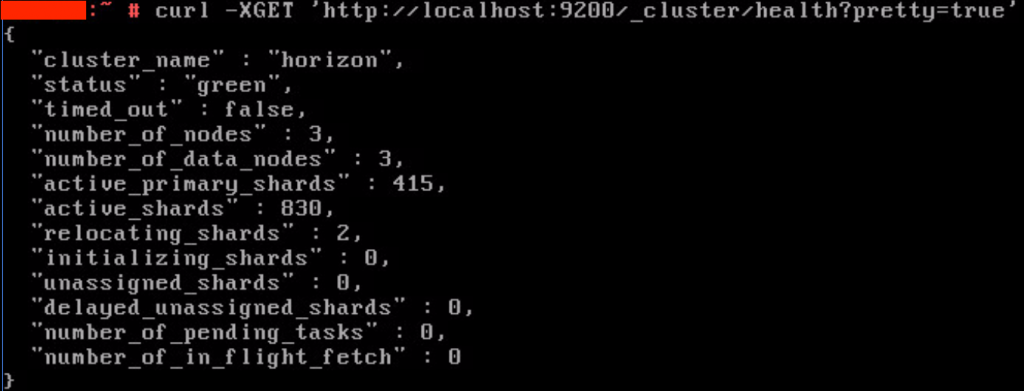 :~ # curl -XGET 'http://localhost:9200/_cluster/health?pretty=true'
{
  "cluster_name" : "horizon",
  "status" : "green",
  "timed_out" : false,
  "number_of_nodes" : 3,
  "number_of_data_nodes" : 3,
  "active_primary_shards" : 415,
  "active_shards" : 830,
  "relocating_shards" : 2,
  "initializing_shards" : 0,
  "unassigned_shards" : 0,
  "delayed_unassigned_shards" : 0,
  "number_of_pending_tasks" : 0,
  "number_of_in_flight_fetch" : 0
}